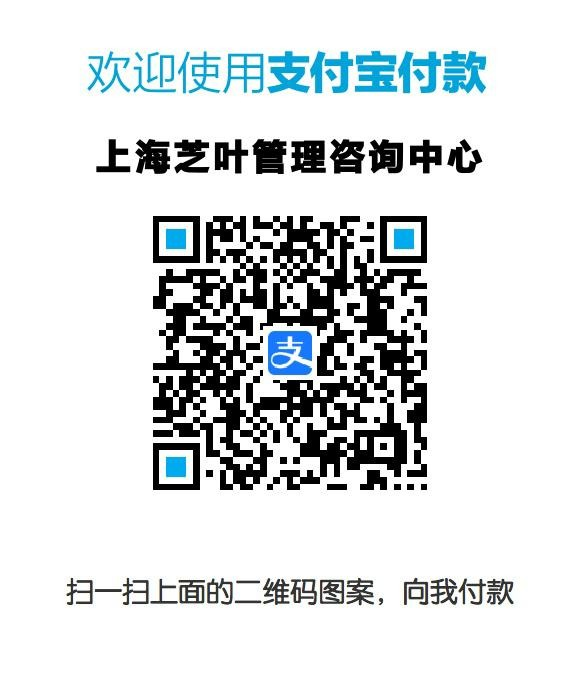 欢迎使用支付宝付款
上海芝叶管理咨询中心
支
扫一扫上面的二维码图案，向我付款